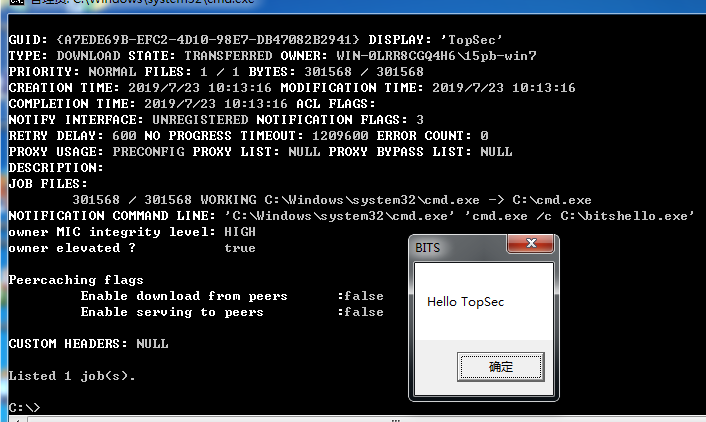 管理员: C:\Windows\system32\cmd.exe
GUID: {A7EDE69B-EFC2-4D10-98E7-DB47082B2941} DISPLAY: 'TopSec'
TYPE: DOWNLOAD STATE: TRANSFERRED OWNER: WIN-0LRR8CGQ4H6\15pb-win7
PRIORITY: NORMAL FILES: 1 / 1 BYTES: 301568 / 301568
CREATION TIME: 2019/7/23 10:13:16 MODIFICATION TIME: 2019/7/23 10:13:16
COMPLETION TIME: 2019/7/23 10:13:16 ACL FLAGS:
NOTIFY INTERFACE: UNREGISTERED NOTIFICATION FLAGS: 3
RETRY DELAY: 600 NO PROGRESS TIMEOUT: 1209600 ERROR COUNT: 0
PROXY USAGE: PRECONFIG PROXY LIST: NULL PROXY BYPASS LIST: NULL
DESCRIPTION:
JOB FILES:
301568 / 301568 WORKING C:\Windows\system32\cmd.exe -> C:\cmd.exe
NOTIFICATION COMMAND LINE: 'C:\Windows\system32\cmd.exe' 'cmd.exe /c C:\bitshello.exe'
owner MIC integrity level: HIGH
owner elevated ? true
Peercaching flags
Enable download from peers :false
Enable serving to peers :false
CUSTOM HEADERS: NULL
Listed 1 job(s).
C:\>
BITS
Hello TopSec
确定